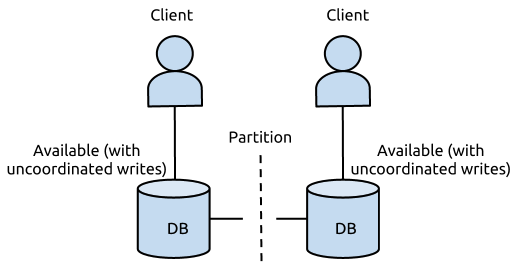 Client
Client
Partition
Available (with
uncoordinated writes)
Available (with
uncoordinated writes)
DB
DB